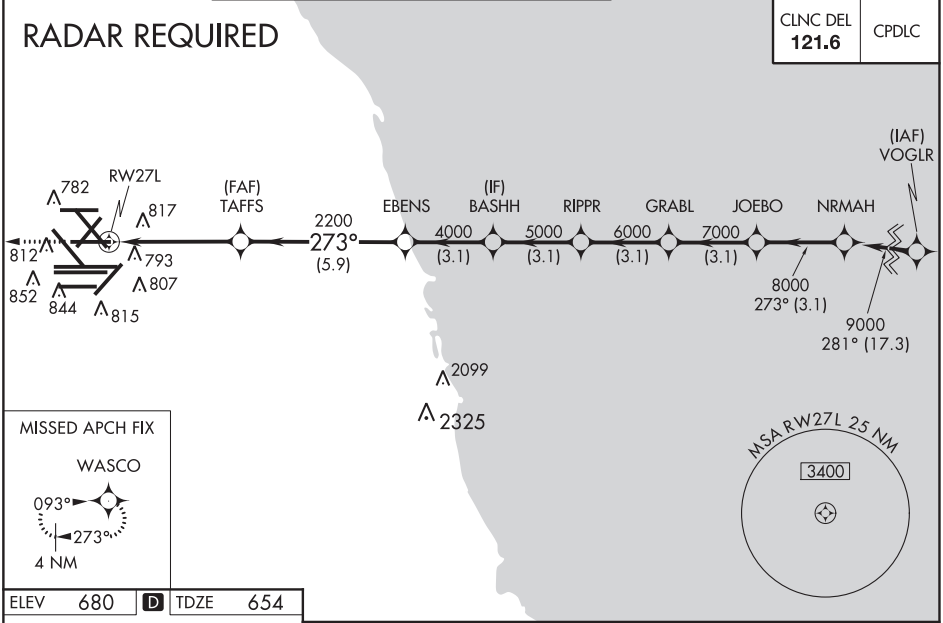 RADAR REQUIRED
CLNC DEL
121.6
CPDLC
(IAF)
VOGLR
RW27L
782
817
812
793
852
844
807
815
(FAF)
TAFFS
2200
273°
(5.9)
EBENS
4000
(3.1)
(IF)
BASHH
5000
(3.1)
RIPPR
6000
(3.1)
GRABL
7000
(3.1)
JOEBO
NRMAH
8000
273° (3.1)
9000
281° (17.3)
2099
2325
MISSED APCH FIX
WASCO
093°
273°
4 NM
MSA RW27L 25 NM
3400
ELEV 680 D TDZE 654